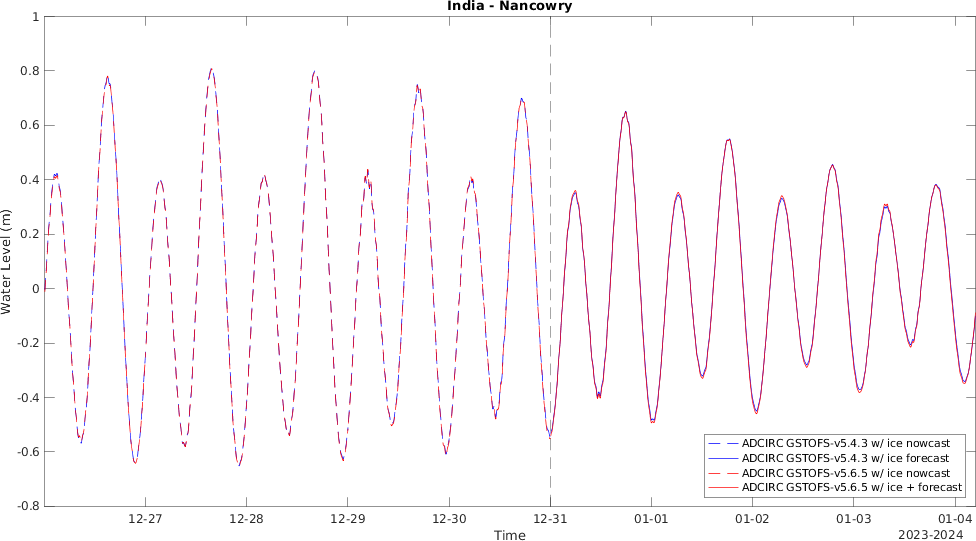 India - Nancowry
1
0.8
0.6
0.4
0.2
0
-0.2
-0.4
-0.6
-0.8
Water Level (m)
ADCIRC GSTOFS-v5.4.3 w/ ice nowcast
ADCIRC GSTOFS-v5.4.3 w/ ice forecast
ADCIRC GSTOFS-v5.6.5 w/ ice nowcast
ADCIRC GSTOFS-v5.6.5 w/ ice + forecast
12-27 12-28 12-29 12-30 12-31 01-01 01-02 01-03 01-04
2023-2024
Time